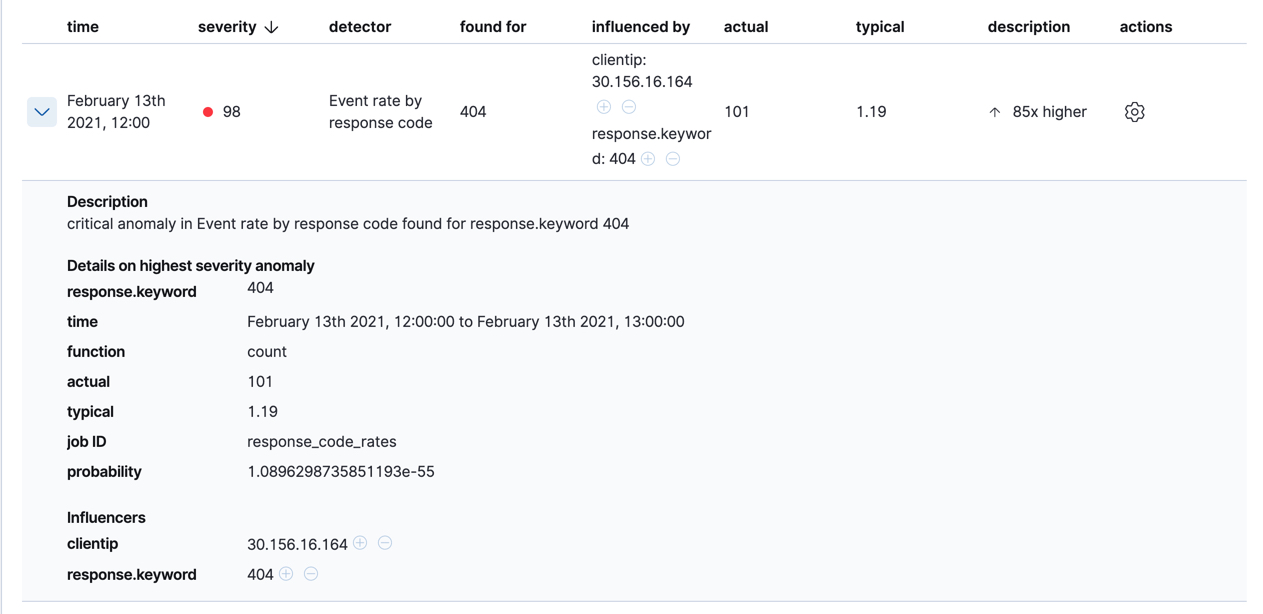 time severity detector found for influenced by actual typical description actions
clientip:
30.156.16.164
February 13th
2021, 12:00
98
Event rate by
response code
404
response.keywor
d: 404
101
1.19
85x higher
Description
critical anomaly in Event rate by response code found for response.keyword 404
Details on highest severity anomaly
response.keyword 404
time February 13th 2021, 12:00:00 to February 13th 2021, 13:00:00
function count
actual 101
typical 1.19
job ID response_code_rates
probability 1.0896298735851193e-55
Influencers
clientip 30.156.16.164
response.keyword 404